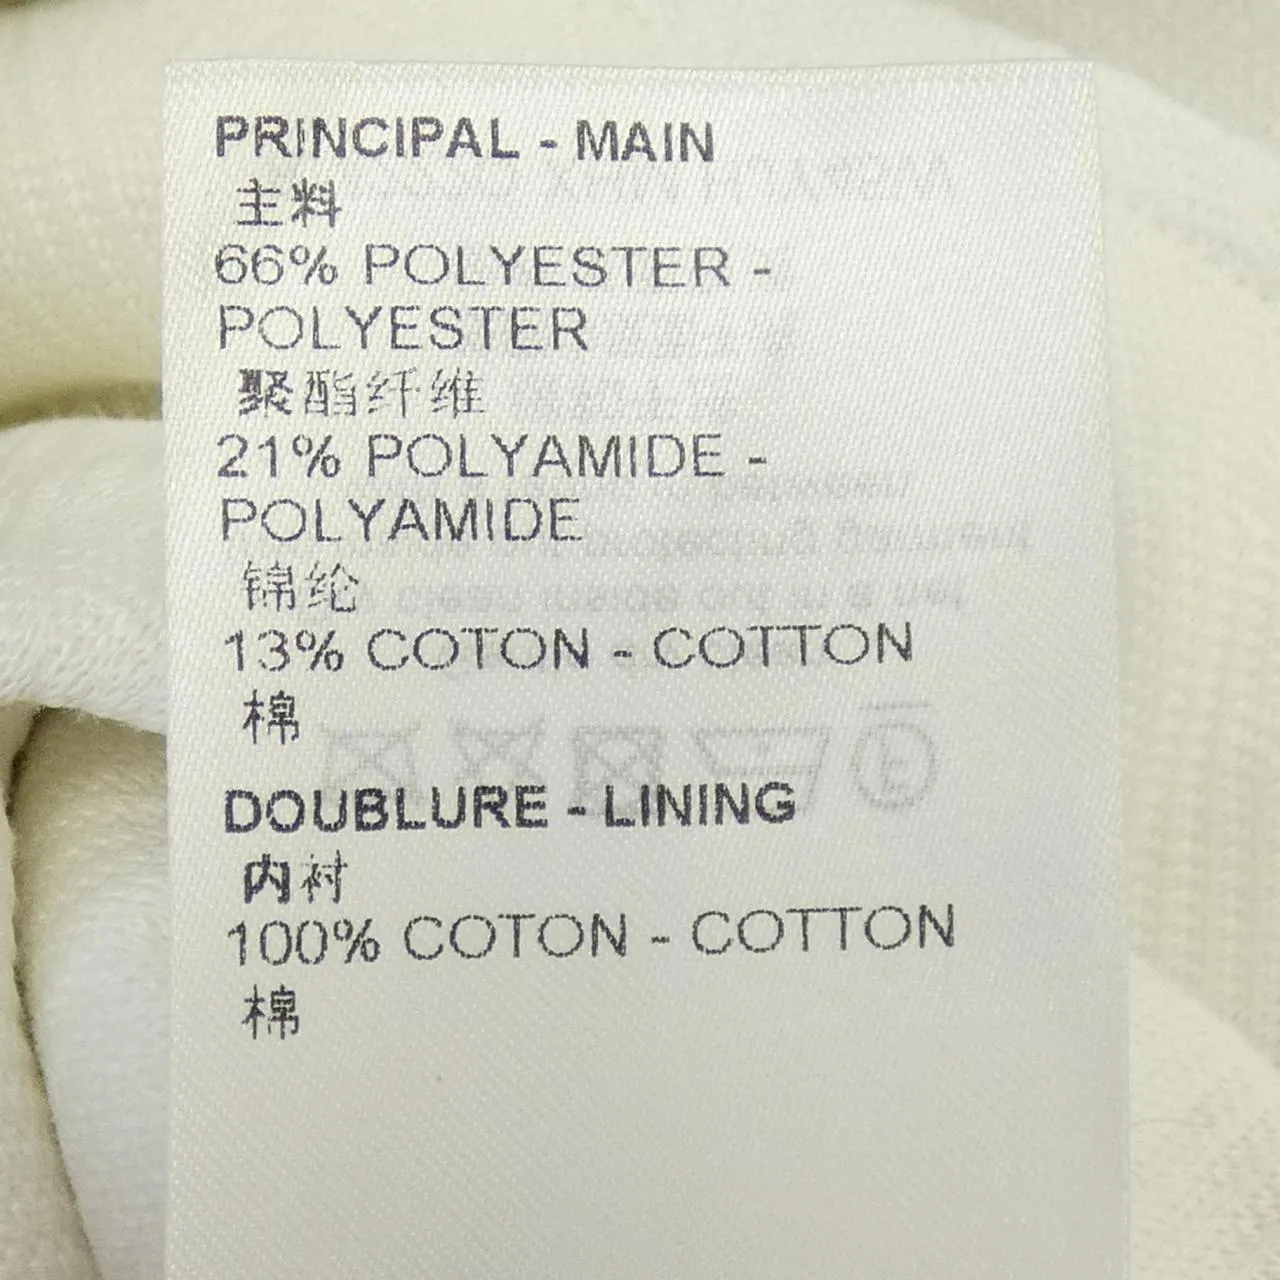 PRINCIPAL - MAIN
主料
66% POLYESTER -
POLYESTER
聚酯纤维
21% POLYAMIDE -
POLYAMIDE
锦纶
13% COTON - COTTON
棉
DOUBLURE - LINING
内衬
100% COTON - COTTON
棉